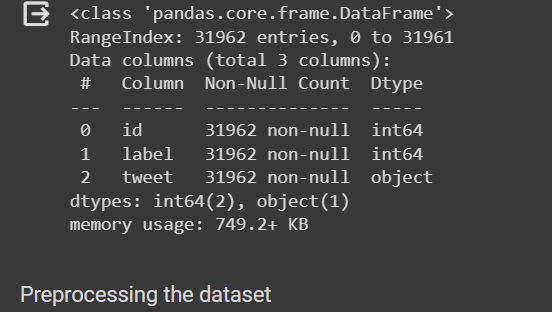 <class 'pandas.core.frame.DataFrame'>
RangeIndex: 31962 entries, 0 to 31961
Data columns (total 3 columns):
 #   Column  Non-Null Count  Dtype
---  ------  --------------  -----
 0   id      31962 non-null  int64
 1   label   31962 non-null  int64
 2   tweet   31962 non-null  object
dtypes: int64(2), object(1)
memory usage: 749.2+ KB
Preprocessing the dataset